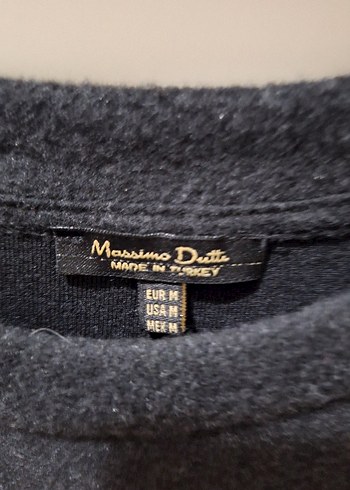 Massimo Dutti
MADE IN TURKEY
EUR M
USA M
MEX M